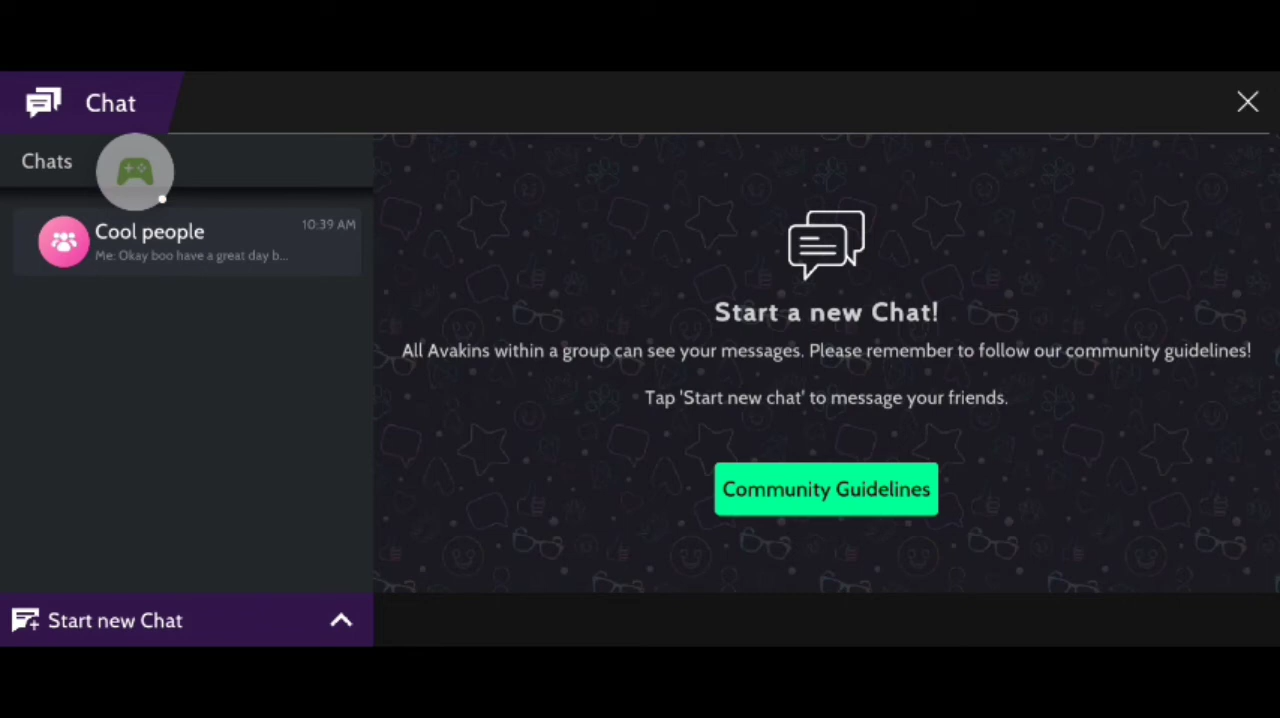 Chat
Chats
Cool people
10:39 AM
Me: Okay boo have a great day b...
Start a new Chat!
All Avakins within a group can see your messages. Please remember to follow our community guidelines!
Tap 'Start new chat' to message your friends.
Community Guidelines
Start new Chat